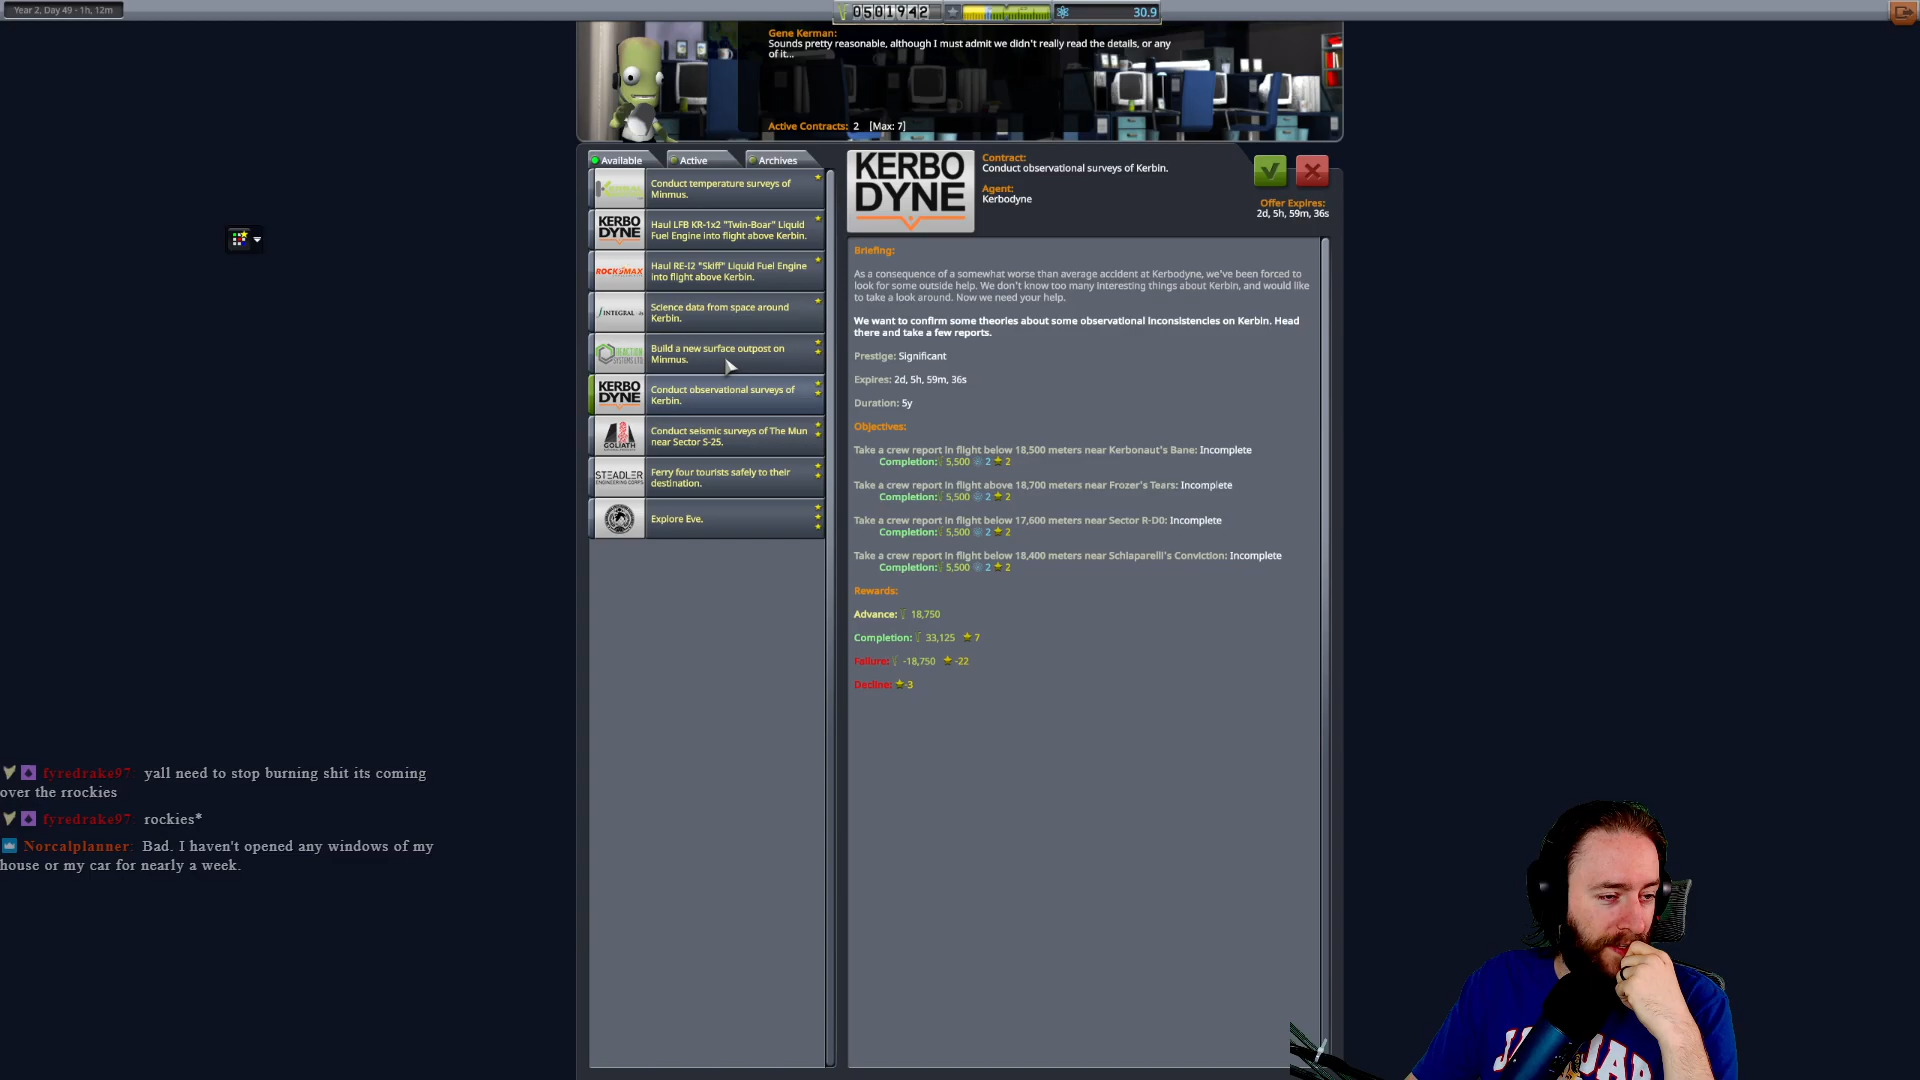 Year 2, Day 49 - 1h, 12m
0501942
30.9
Gene Kerman:
Sounds pretty reasonable, although I must admit we didn't really read the details, or any
of it...
Active Contracts: 2 [Max: 7]
Available
Active
Archives
Conduct temperature surveys of
Minmus.
KERBO
DYNE
Haul LFB KR-1x2 "Twin-Boar" Liquid
Fuel Engine into flight above Kerbin.
ROCKOMAX
Haul RE-I2 "Skiff" Liquid Fuel Engine
into flight above Kerbin.
INTEGRAL
Science data from space around
Kerbin.
REACTION
SYSTEMS LTD
Build a new surface outpost on
Minmus.
KERBO
DYNE
Conduct observational surveys of
Kerbin.
GOLIATH
Conduct seismic surveys of The Mun
near Sector S-25.
STEADLER
ENGINEERING CORPS
Ferry four tourists safely to their
destination.
Explore Eve.
KERBO
DYNE
Contract:
Conduct observational surveys of Kerbin.
Agent:
Kerbodyne
Offer Expires:
2d, 5h, 59m, 36s
Briefing:
As a consequence of a somewhat worse than average accident at Kerbodyne, we've been forced to
look for some outside help. We don't know too many interesting things about Kerbin, and would like
to take a look around. Now we need your help.
We want to confirm some theories about some observational inconsistencies on Kerbin. Head
there and take a few reports.
Prestige: Significant
Expires: 2d, 5h, 59m, 36s
Duration: 5y
Objectives:
Take a crew report in flight below 18,500 meters near Kerbonaut's Bane: Incomplete
Completion: 5,500 2 2
Take a crew report in flight above 18,700 meters near Frozer's Tears: Incomplete
Completion: 5,500 2 2
Take a crew report in flight below 17,600 meters near Sector R-D0: Incomplete
Completion: 5,500 2 2
Take a crew report in flight below 18,400 meters near Schiaparelli's Conviction: Incomplete
Completion: 5,500 2 2
Rewards:
Advance: 18,750
Completion: 33,125 7
Failure: -18,750 -22
Decline: -3
fyredrake97: yall need to stop burning shit its coming
over the rrockies
fyredrake97: rockies*
Norcalplanner: Bad. I haven't opened any windows of my
house or my car for nearly a week.